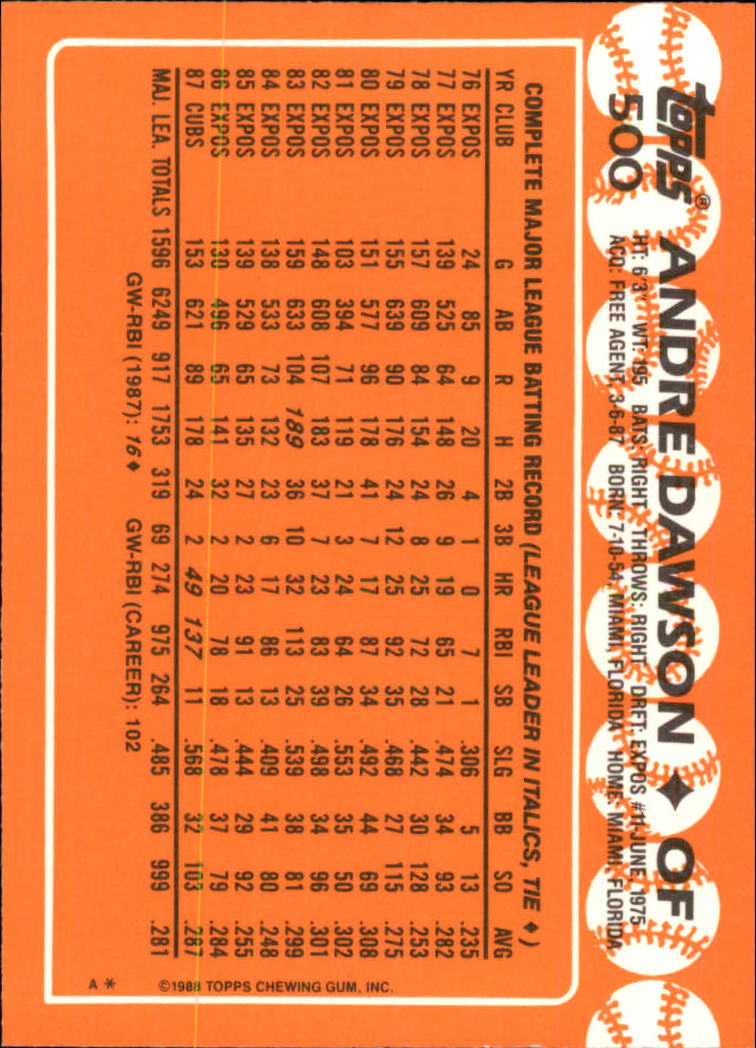 topps®
500
ANDRE DAWSON ♦ OF
HT: 6'3" WT: 195 BATS: RIGHT THROWS: RIGHT DRFT: EXPOS #11-JUNE, 1975
ACQ: FREE AGENT, 3-6-87 BORN: 7-10-54, MIAMI, FLORIDA HOME: MIAMI, FLORIDA
COMPLETE MAJOR LEAGUE BATTING RECORD (LEAGUE LEADER IN ITALICS, TIE ♦)
YR CLUB G AB R H 2B 3B HR RBI SB SLG BB SO AVG
76 EXPOS 24 85 9 20 4 1 0 7 1 .306 5 13 .235
77 EXPOS 139 525 64 148 26 9 19 65 21 .474 34 93 .282
78 EXPOS 157 609 84 154 24 8 25 72 28 .442 30 128 .253
79 EXPOS 155 639 90 176 24 12 25 92 35 .468 27 115 .275
80 EXPOS 151 577 96 178 41 7 17 87 34 .492 44 69 .308
81 EXPOS 103 394 71 119 21 3 24 64 26 .553 35 50 .302
82 EXPOS 148 608 107 183 37 7 23 83 39 .498 34 96 .301
83 EXPOS 159 633 104 189 36 10 32 113 25 .539 38 81 .299
84 EXPOS 138 533 73 132 23 6 17 86 13 .409 41 80 .248
85 EXPOS 139 529 65 135 27 2 23 91 13 .444 29 92 .255
86 EXPOS 130 496 65 141 32 2 20 78 18 .478 37 79 .284
87 CUBS 153 621 89 178 24 2 49 137 11 .568 32 103 .287
MAJ. LEA. TOTALS 1596 6249 917 1753 319 69 274 975 264 .485 386 999 .281
GW-RBI (1987): 16♦ GW-RBI (CAREER): 102
A * ©1988 TOPPS CHEWING GUM, INC.